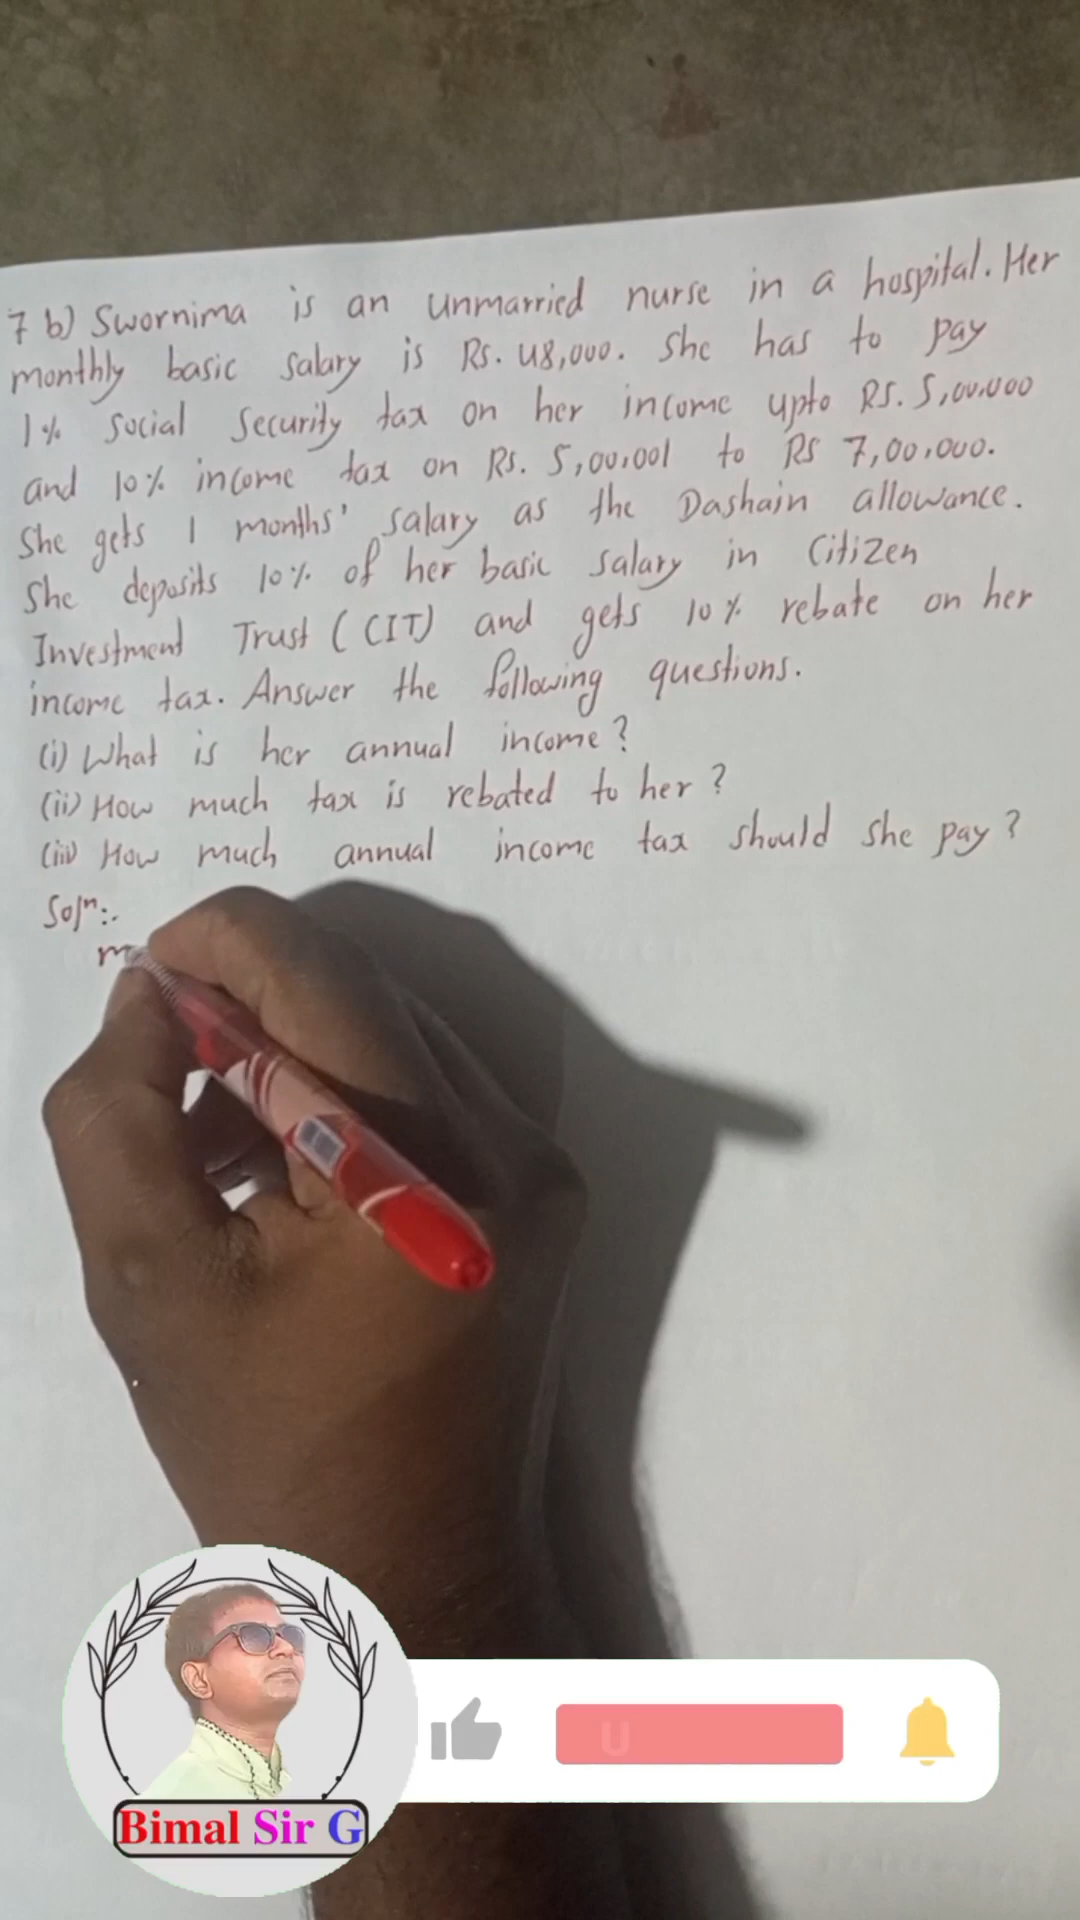 7 b) Swornima is an unmarried nurse in a hospital. Her
monthly basic salary is Rs. 48,000. She has to pay
1% social security tax on her income upto RS. 5,00,000
and 10% income tax on Rs. 5,00,001 to RS 7,00,000.
She gets 1 months' salary as the Dashain allowance.
She deposits 10% of her basic salary in Citizen
Investment Trust (CIT) and gets 10% rebate on her
income tax. Answer the following questions.
(i) What is her annual income?
(ii) How much tax is rebated to her?
(iii) How much annual income tax should she pay?
Solⁿ:.
m
U
Bimal Sir G